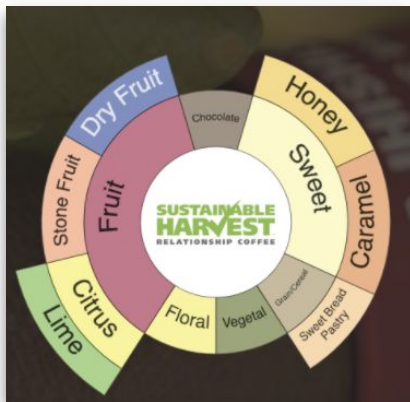 Chocolate
Honey
Sweet
Caramel
Grain/Cereal
Sweet Bread
Pastry
Vegetal
Floral
Citrus
Lime
Fruit
Stone Fruit
Dry Fruit
SUSTAINABLE
HARVEST
RELATIONSHIP COFFEE